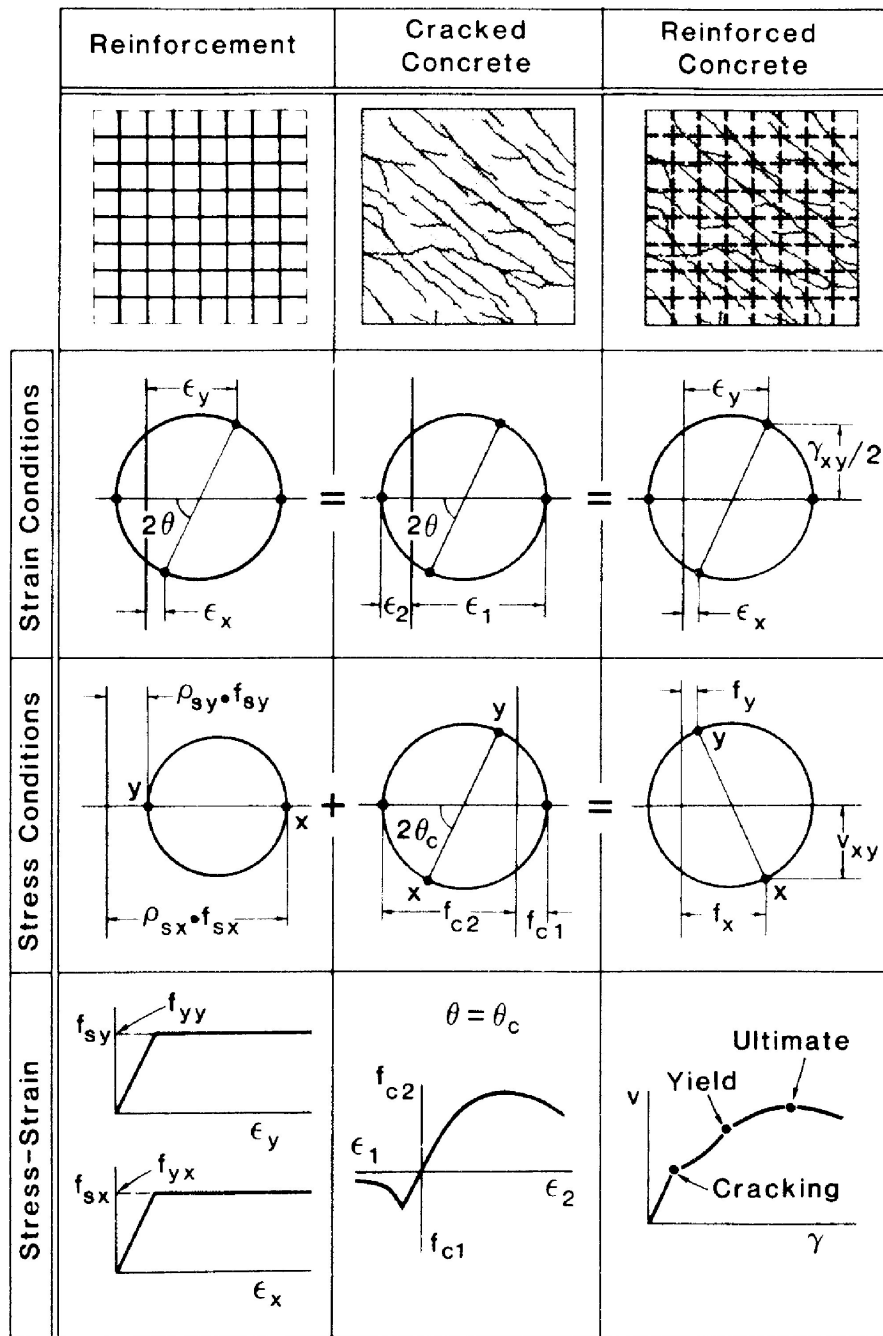 Reinforcement
Cracked
Concrete
Reinforced
Concrete
Strain Conditions
ϵy
2θ
ϵx
=
2θ
ϵ2
ϵ1
=
ϵy
γxy/2
ϵx
Stress Conditions
ρsy•fsy
y
x
ρsx•fsx
+
y
2θc
x
fc2
fc1
=
fy
y
vxy
x
fx
Stress-Strain
fyy
fsy
ϵy
fyx
fsx
ϵx
θ = θc
fc2
ϵ1
ϵ2
fc1
Ultimate
Yield
v
Cracking
γ